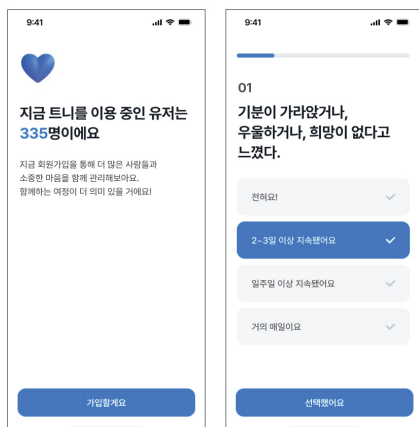 9:41
지금 트니를 이용 중인 유저는
335명이에요
지금 회원가입을 통해 더 많은 사람들과
소중한 마음을 함께 관리해보아요.
함께하는 여정이 더 의미 있을 거에요!
가입할게요
9:41
01
기분이 가라앉거나,
우울하거나, 희망이 없다고
느꼈다.
전혀요!
2~3일 이상 지속됐어요
일주일 이상 지속됐어요
거의 매일이요
선택했어요